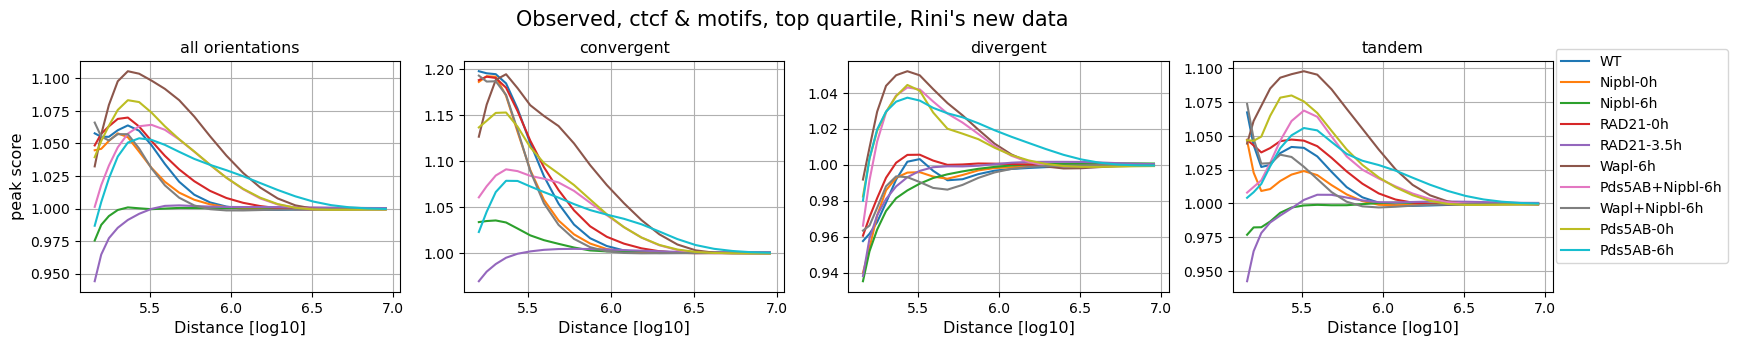 Observed, ctcf & motifs, top quartile, Rini's new data
all orientations
peak score
1.100
1.075
1.050
1.025
1.000
0.975
0.950
5.5 6.0 6.5 7.0
Distance [log10]
convergent
1.20
1.15
1.10
1.05
1.00
5.5 6.0 6.5 7.0
Distance [log10]
divergent
1.04
1.02
1.00
0.98
0.96
0.94
5.5 6.0 6.5 7.0
Distance [log10]
tandem
1.100
1.075
1.050
1.025
1.000
0.975
0.950
5.5 6.0 6.5 7.0
Distance [log10]
WT
Nipbl-0h
Nipbl-6h
RAD21-0h
RAD21-3.5h
Wapl-6h
Pds5AB+Nipbl-6h
Wapl+Nipbl-6h
Pds5AB-0h
Pds5AB-6h